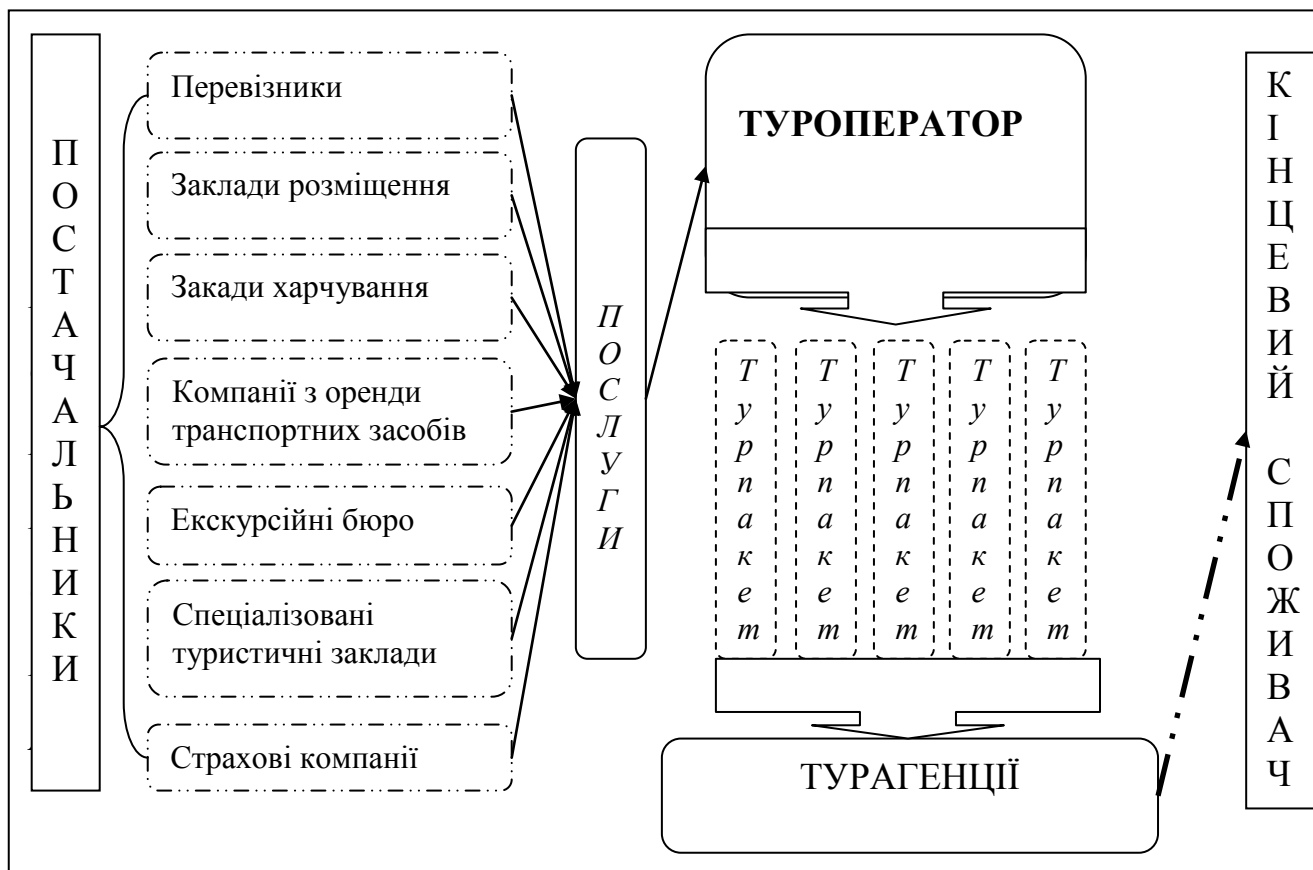 ПОСТАЧАЛЬНИКИ
Перевізники
Заклади розміщення
Закади харчування
Компанії з оренди
транспортних засобів
Екскурсійні бюро
Спеціалізовані
туристичні заклади
Страхові компанії
ПОСЛУГИ
ТУРОПЕРАТОР
Турпакет
Турпакет
Турпакет
Турпакет
Турпакет
ТУРАГЕНЦІЇ
КІНЦЕВИЙ СПОЖИВАЧ